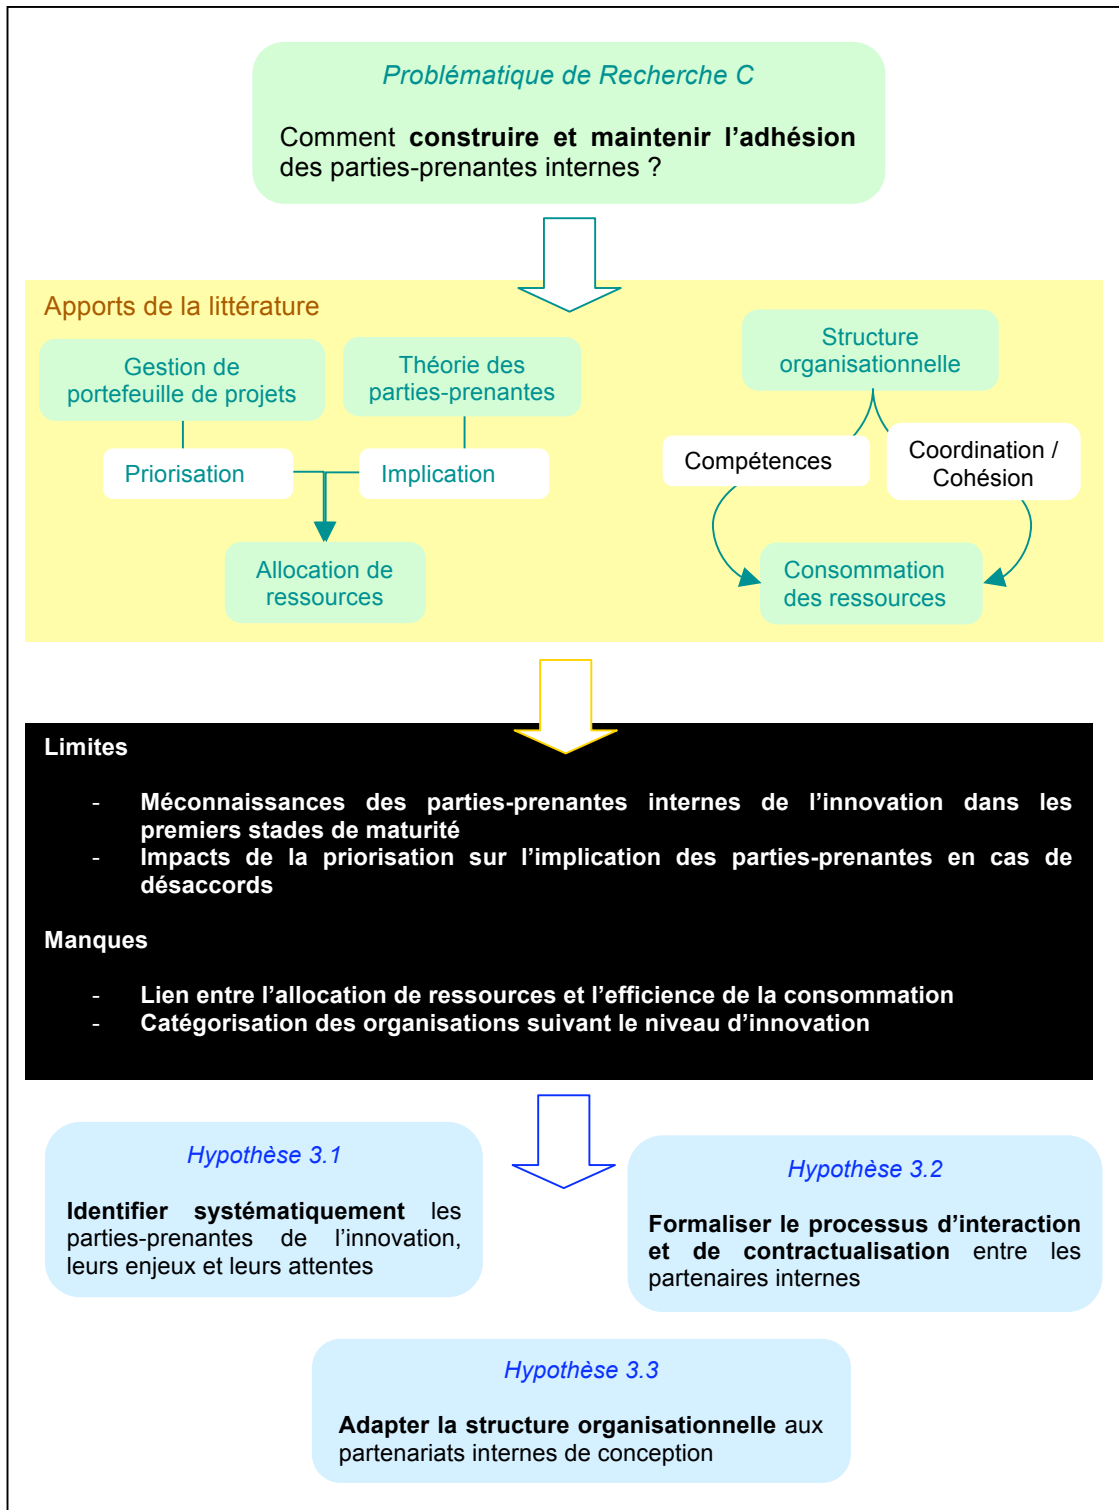 Problématique de Recherche C
Comment construire et maintenir l’adhésion
des parties-prenantes internes ?
Apports de la littérature
Gestion de
portefeuille de projets
Théorie des
parties-prenantes
Structure
organisationnelle
Priorisation
Implication
Compétences
Coordination /
Cohésion
Allocation de
ressources
Consommation
des ressources
Limites
- Méconnaissances des parties-prenantes internes de l’innovation dans les
premiers stades de maturité
- Impacts de la priorisation sur l’implication des parties-prenantes en cas de
désaccords
Manques
- Lien entre l’allocation de ressources et l’efficience de la consommation
- Catégorisation des organisations suivant le niveau d’innovation
Hypothèse 3.1
Identifier systématiquement les
parties-prenantes de l’innovation,
leurs enjeux et leurs attentes
Hypothèse 3.2
Formaliser le processus d’interaction
et de contractualisation entre les
partenaires internes
Hypothèse 3.3
Adapter la structure organisationnelle aux
partenariats internes de conception